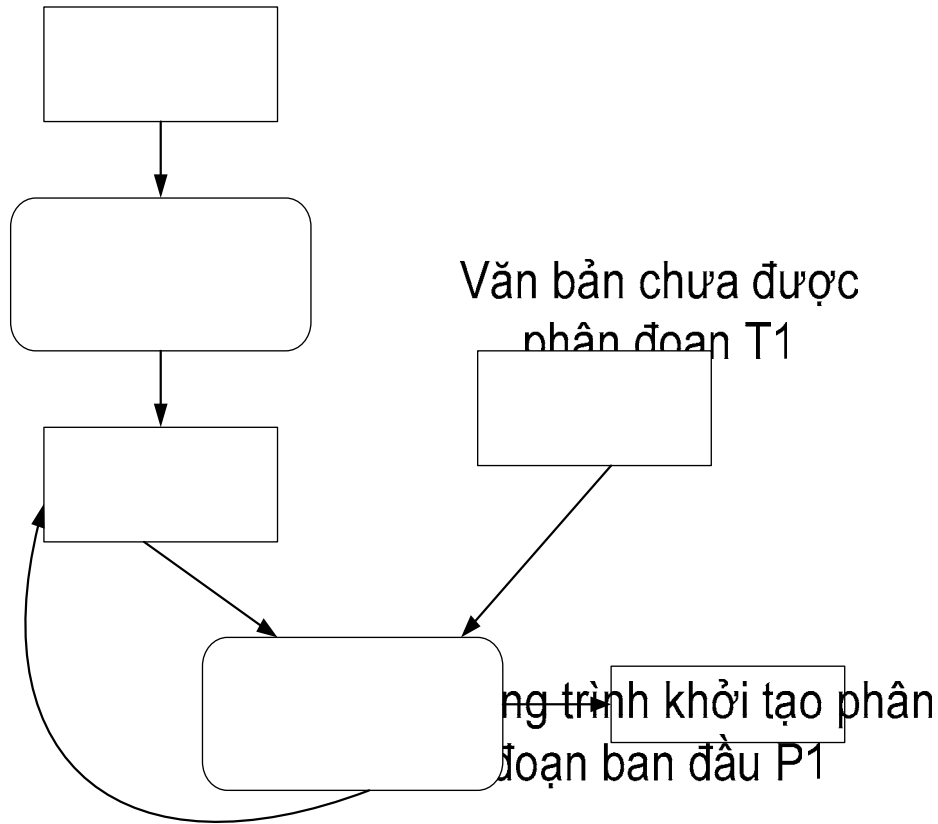 Văn bản chưa được
phân đoạn T1
ng trình khởi tạo phân
đoạn ban đầu P1